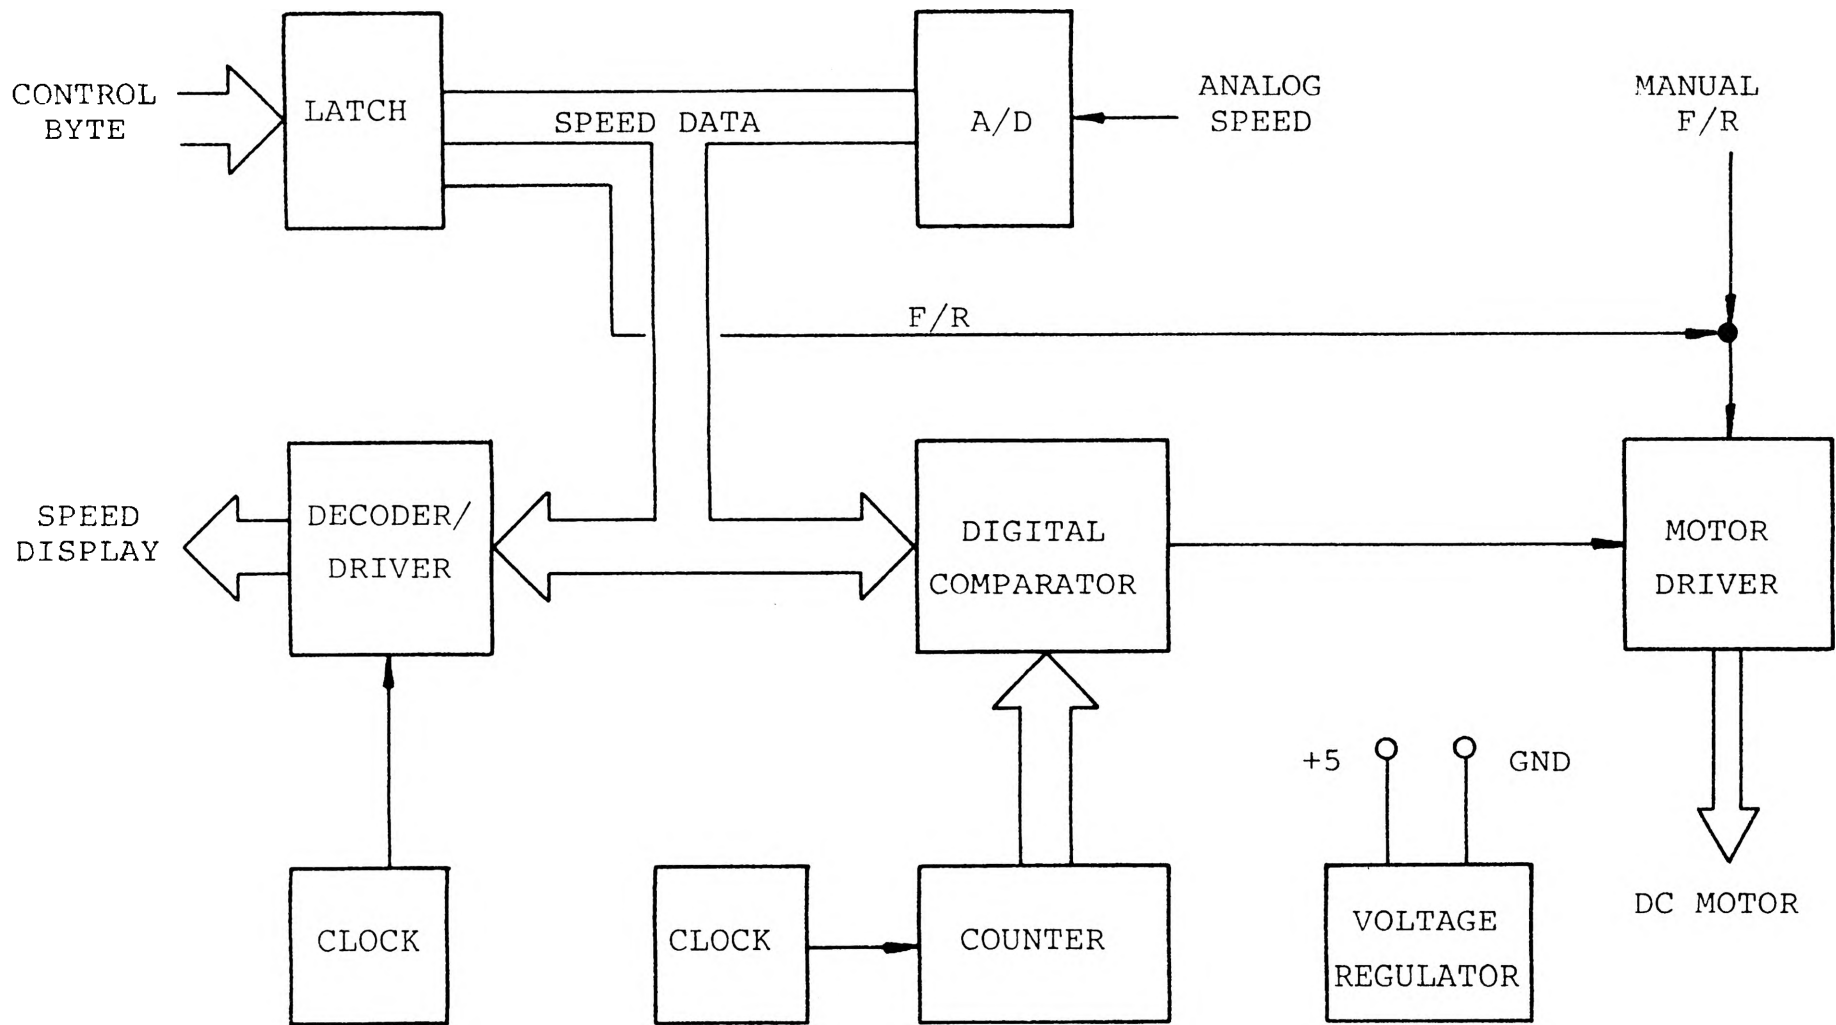 CONTROL
BYTE
LATCH
SPEED DATA
A/D
ANALOG
SPEED
MANUAL
F/R
F/R
SPEED
DISPLAY
DECODER/
DRIVER
DIGITAL
COMPARATOR
MOTOR
DRIVER
+5
GND
CLOCK
CLOCK
COUNTER
VOLTAGE
REGULATOR
DC MOTOR